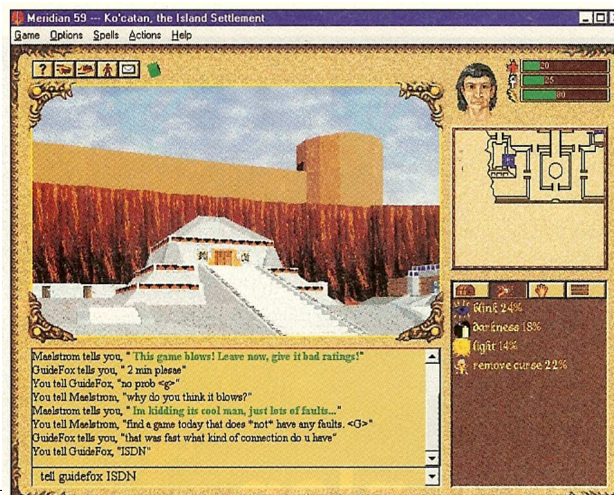 Meridian 59 --- Ko'catan, the Island Settlement
Game Options Spells Actions Help
?
20
25
80
Maelstrom tells you, " This game blows! Leave now, give it bad ratings!"
GuideFox tells you, " 2 min plesae"
You tell GuideFox, "no prob <g>"
You tell Maelstrom, "why do you think it blows?"
Maelstrom tells you, " Im kidding its cool man, just lots of faults..."
You tell Maelstrom, "find a game today that does *not* have any faults. <G>"
GuideFox tells you, "that was fast what kind of connection do u have"
You tell GuideFox, "ISDN"
tell guidefox ISDN
blink 24%
darkness 18%
light 14%
remove curse 22%